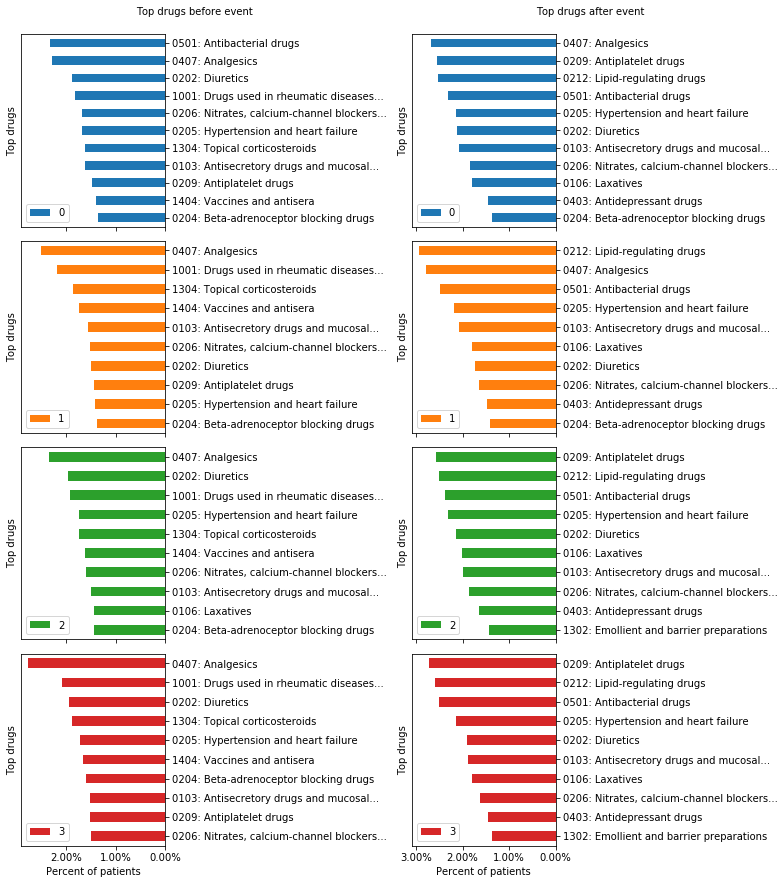 Top drugs before event
Top drugs
0501: Antibacterial drugs
0407: Analgesics
0202: Diuretics
1001: Drugs used in rheumatic diseases...
0206: Nitrates, calcium-channel blockers...
0205: Hypertension and heart failure
1304: Topical corticosteroids
0103: Antisecretory drugs and mucosal...
0209: Antiplatelet drugs
1404: Vaccines and antisera
0204: Beta-adrenoceptor blocking drugs
0
Top drugs
0407: Analgesics
1001: Drugs used in rheumatic diseases...
1304: Topical corticosteroids
1404: Vaccines and antisera
0103: Antisecretory drugs and mucosal...
0206: Nitrates, calcium-channel blockers...
0202: Diuretics
0209: Antiplatelet drugs
0205: Hypertension and heart failure
0204: Beta-adrenoceptor blocking drugs
1
Top drugs
0407: Analgesics
0202: Diuretics
1001: Drugs used in rheumatic diseases...
0205: Hypertension and heart failure
1304: Topical corticosteroids
1404: Vaccines and antisera
0206: Nitrates, calcium-channel blockers...
0103: Antisecretory drugs and mucosal...
0106: Laxatives
0204: Beta-adrenoceptor blocking drugs
2
Top drugs
0407: Analgesics
1001: Drugs used in rheumatic diseases...
0202: Diuretics
1304: Topical corticosteroids
0205: Hypertension and heart failure
1404: Vaccines and antisera
0204: Beta-adrenoceptor blocking drugs
0103: Antisecretory drugs and mucosal...
0209: Antiplatelet drugs
0206: Nitrates, calcium-channel blockers...
3
2.00% 1.00% 0.00%
Percent of patients
Top drugs after event
Top drugs
0407: Analgesics
0209: Antiplatelet drugs
0212: Lipid-regulating drugs
0501: Antibacterial drugs
0205: Hypertension and heart failure
0202: Diuretics
0103: Antisecretory drugs and mucosal...
0206: Nitrates, calcium-channel blockers...
0106: Laxatives
0403: Antidepressant drugs
0204: Beta-adrenoceptor blocking drugs
0
Top drugs
0212: Lipid-regulating drugs
0407: Analgesics
0501: Antibacterial drugs
0205: Hypertension and heart failure
0103: Antisecretory drugs and mucosal...
0106: Laxatives
0202: Diuretics
0206: Nitrates, calcium-channel blockers...
0403: Antidepressant drugs
0204: Beta-adrenoceptor blocking drugs
1
Top drugs
0209: Antiplatelet drugs
0212: Lipid-regulating drugs
0501: Antibacterial drugs
0205: Hypertension and heart failure
0202: Diuretics
0106: Laxatives
0103: Antisecretory drugs and mucosal...
0206: Nitrates, calcium-channel blockers...
0403: Antidepressant drugs
1302: Emollient and barrier preparations
2
Top drugs
0209: Antiplatelet drugs
0212: Lipid-regulating drugs
0501: Antibacterial drugs
0205: Hypertension and heart failure
0202: Diuretics
0103: Antisecretory drugs and mucosal...
0106: Laxatives
0206: Nitrates, calcium-channel blockers...
0403: Antidepressant drugs
1302: Emollient and barrier preparations
3
3.00% 2.00% 1.00% 0.00%
Percent of patients